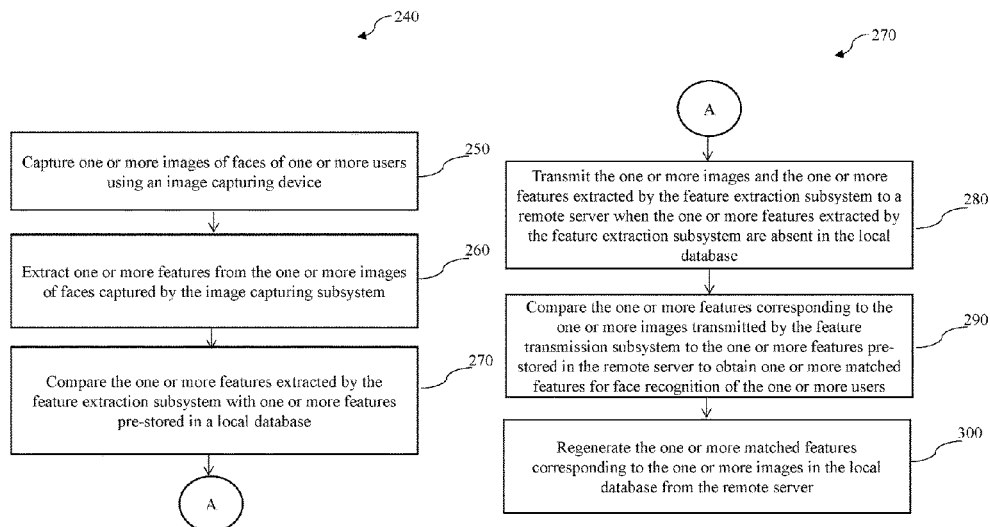 240
Capture one or more images of faces of one or more users
using an image capturing device
250
Extract one or more features from the one or more images
of faces captured by the image capturing subsystem
260
Compare the one or more features extracted by the
feature extraction subsystem with one or more features
pre-stored in a local database
270
A
270
A
Transmit the one or more images and the one or more
features extracted by the feature extraction subsystem to a
remote server when the one or more features extracted by
the feature extraction subsystem are absent in the local
database
280
Compare the one or more features corresponding to the
one or more images transmitted by the feature
transmission subsystem to the one or more features pre-
stored in the remote server to obtain one or more matched
features for face recognition of the one or more users
290
Regenerate the one or more matched features
corresponding to the one or more images in the local
database from the remote server
300